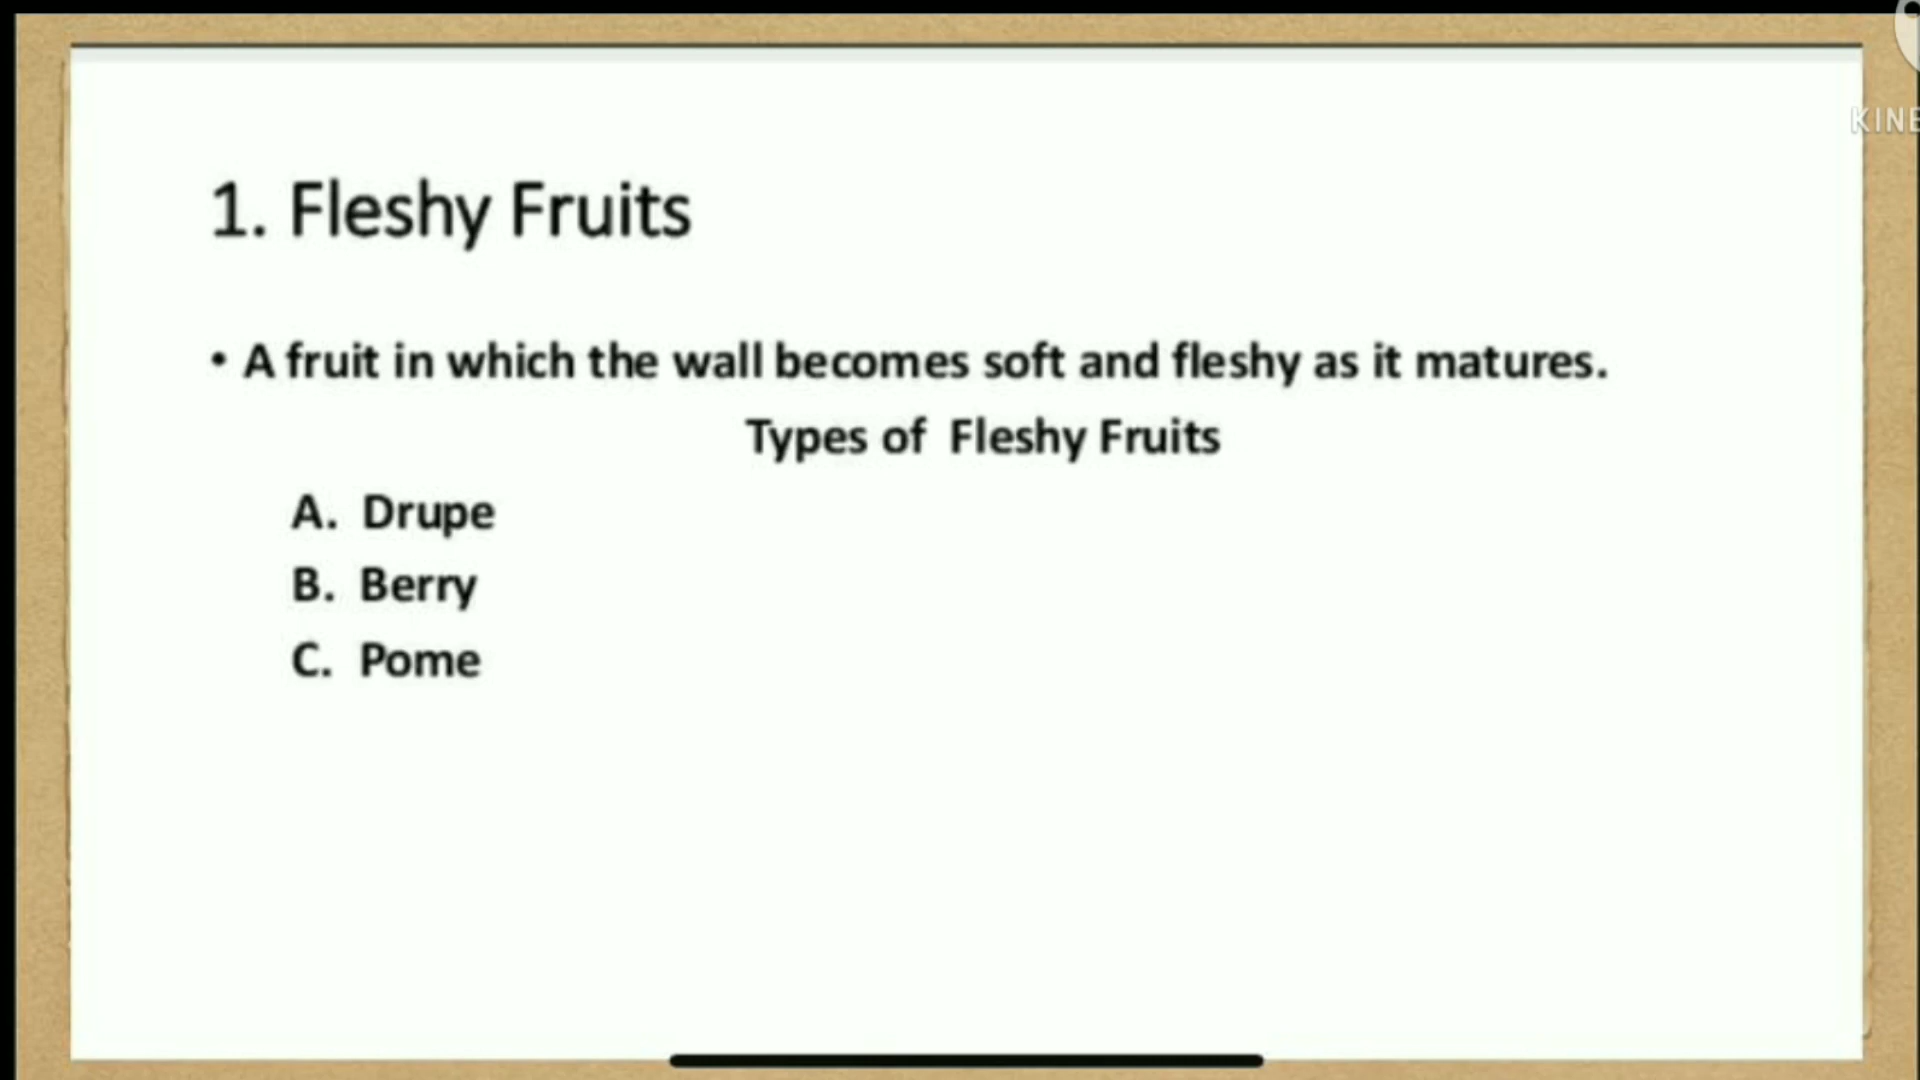 KINE
1. Fleshy Fruits
• A fruit in which the wall becomes soft and fleshy as it matures.
Types of Fleshy Fruits
A. Drupe
B. Berry
C. Pome